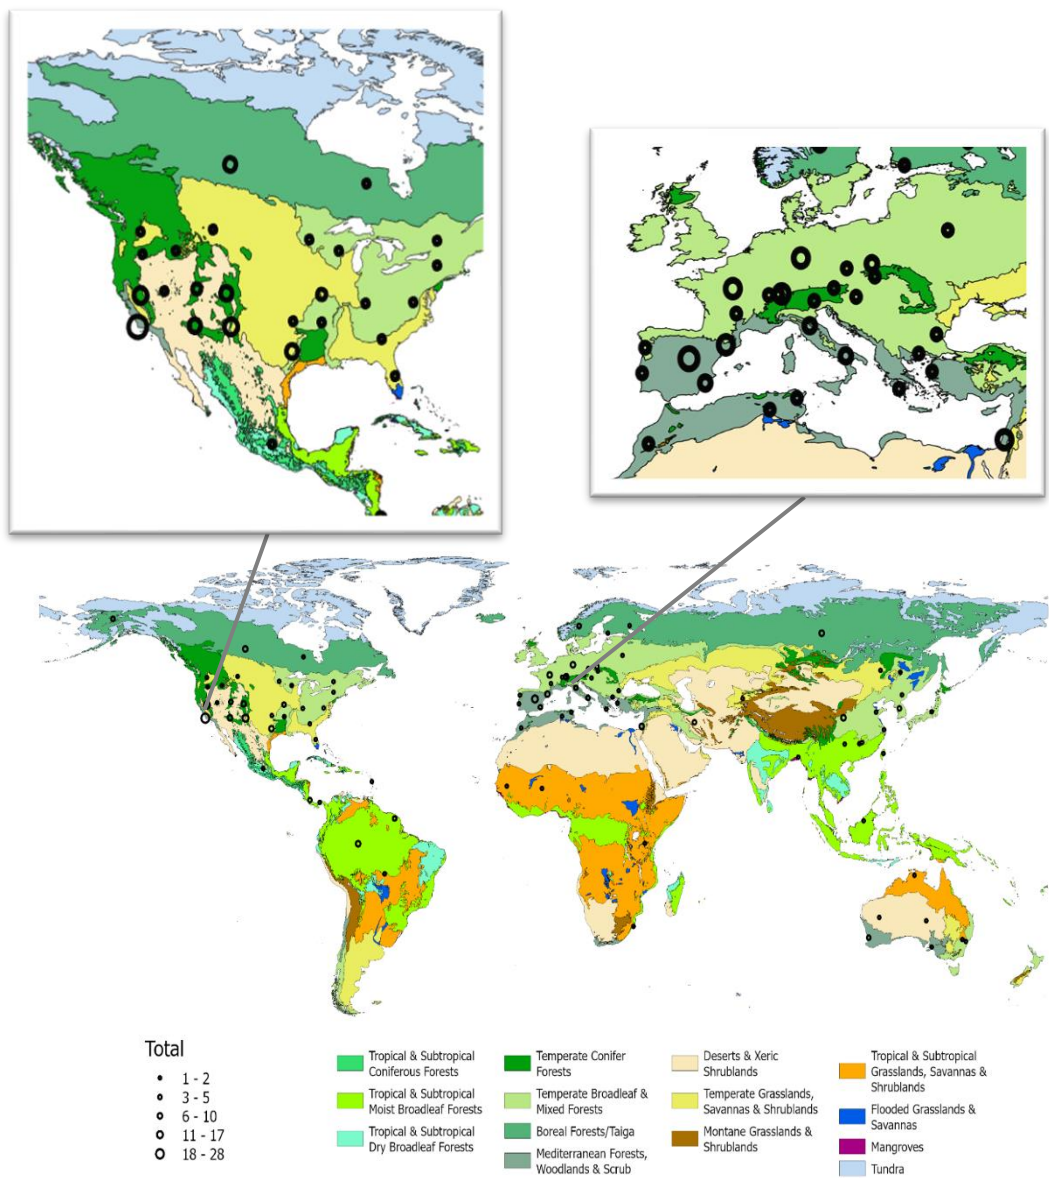 Total
1 - 2
3 - 5
6 - 10
11 - 17
18 - 28
Tropical & Subtropical
Coniferous Forests
Tropical & Subtropical
Moist Broadleaf Forests
Tropical & Subtropical
Dry Broadleaf Forests
Temperate Conifer
Forests
Temperate Broadleaf &
Mixed Forests
Boreal Forests/Taiga
Mediterranean Forests,
Woodlands & Scrub
Deserts & Xeric
Shrublands
Temperate Grasslands,
Savannas & Shrublands
Montane Grasslands &
Shrublands
Tropical & Subtropical
Grasslands, Savannas &
Shrublands
Flooded Grasslands &
Savannas
Mangroves
Tundra